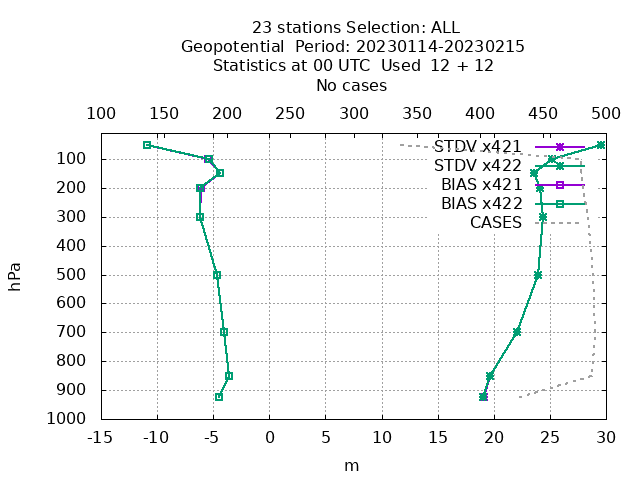 23 stations Selection: ALL
Geopotential  Period: 20230114-20230215
Statistics at 00 UTC  Used  12 + 12
No cases
100 150 200 250 300 350 400 450 500
STDV x421
STDV x422
BIAS x421
BIAS x422
CASES
hPa
100
200
300
400
500
600
700
800
900
1000
-15 -10 -5 0 5 10 15 20 25 30
m